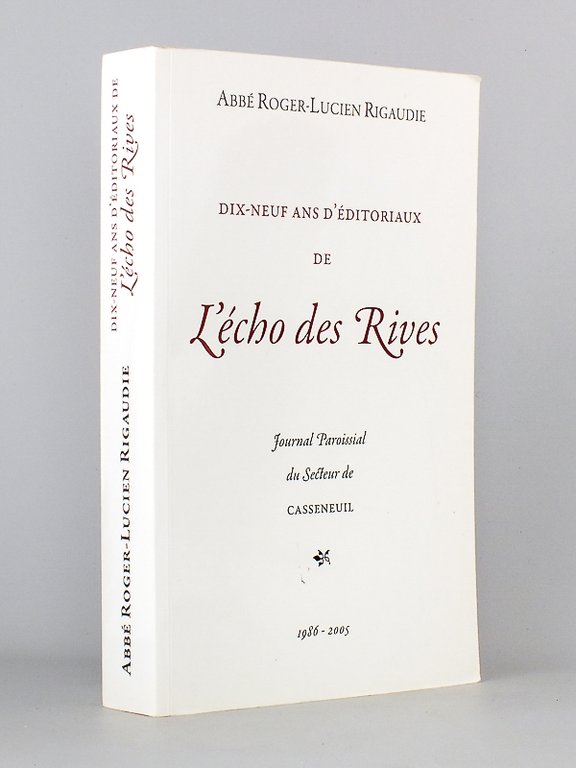 ABBÉ ROGER-LUCIEN RIGAUDIE
DIX-NEUF ANS D'ÉDITORIAUX
DE
L'écho des Rives
Journal Paroissial
du Secteur de
CASSENEUIL
1986 - 2005
DIX-NEUF ANS D'ÉDITORIAUX DE
L'écho des Rives
ABBÉ ROGER-LUCIEN RIGAUDIE